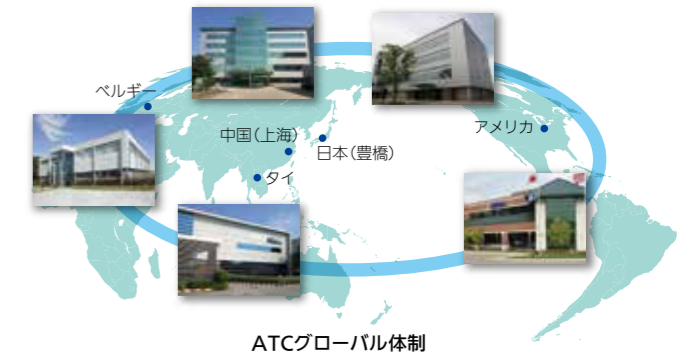 ベルギー
中国（上海）
日本（豊橋）
アメリカ
タイ
ATCグローバル体制